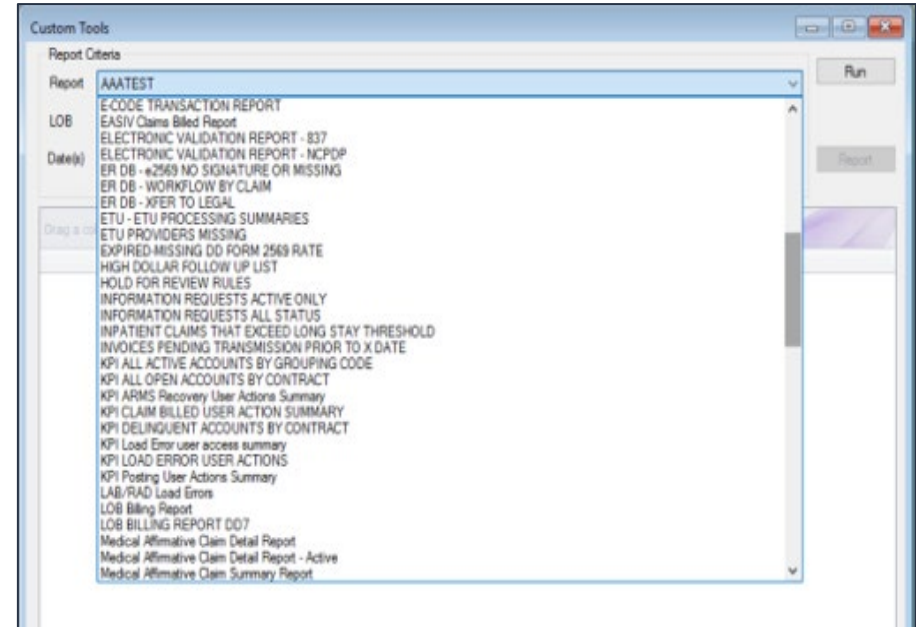 Custom Tools
Report Criteria
Report AAATEST
Run
E-CODE TRANSACTION REPORT
EASIV Claims Billed Report
LOB
ELECTRONIC VALIDATION REPORT - 837
ELECTRONIC VALIDATION REPORT - NCPDP
Date(s)
Report
ER DB - e2569 NO SIGNATURE OR MISSING
ER DB - WORKFLOW BY CLAIM
ER DB - XFER TO LEGAL
ETU - ETU PROCESSING SUMMARIES
Drag a co
ETU PROVIDERS MISSING
EXPIRED-MISSING DD FORM 2569 RATE
HIGH DOLLAR FOLLOW UP LIST
HOLD FOR REVIEW RULES
INFORMATION REQUESTS ACTIVE ONLY
INFORMATION REQUESTS ALL STATUS
INPATIENT CLAIMS THAT EXCEED LONG STAY THRESHOLD
INVOICES PENDING TRANSMISSION PRIOR TO X DATE
KPI ALL ACTIVE ACCOUNTS BY GROUPING CODE
KPI ALL OPEN ACCOUNTS BY CONTRACT
KPI ARMS Recovery User Actions Summary
KPI CLAIM BILLED USER ACTION SUMMARY
KPI DELINQUENT ACCOUNTS BY CONTRACT
KPI Load Error user access summary
KPI LOAD ERROR USER ACTIONS
KPI Posting User Actions Summary
LAB/RAD Load Errors
LOB Billing Report
LOB BILLING REPORT DD7
Medical Affirmative Claim Detail Report
Medical Affirmative Claim Detail Report - Active
Medical Affirmative Claim Summary Report